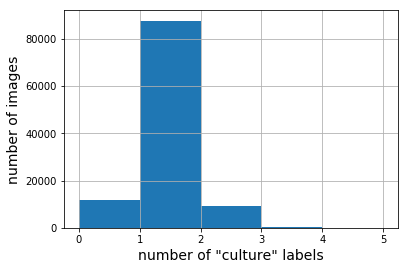 number of images
80000
60000
40000
20000
0
0 1 2 3 4 5
number of "culture" labels